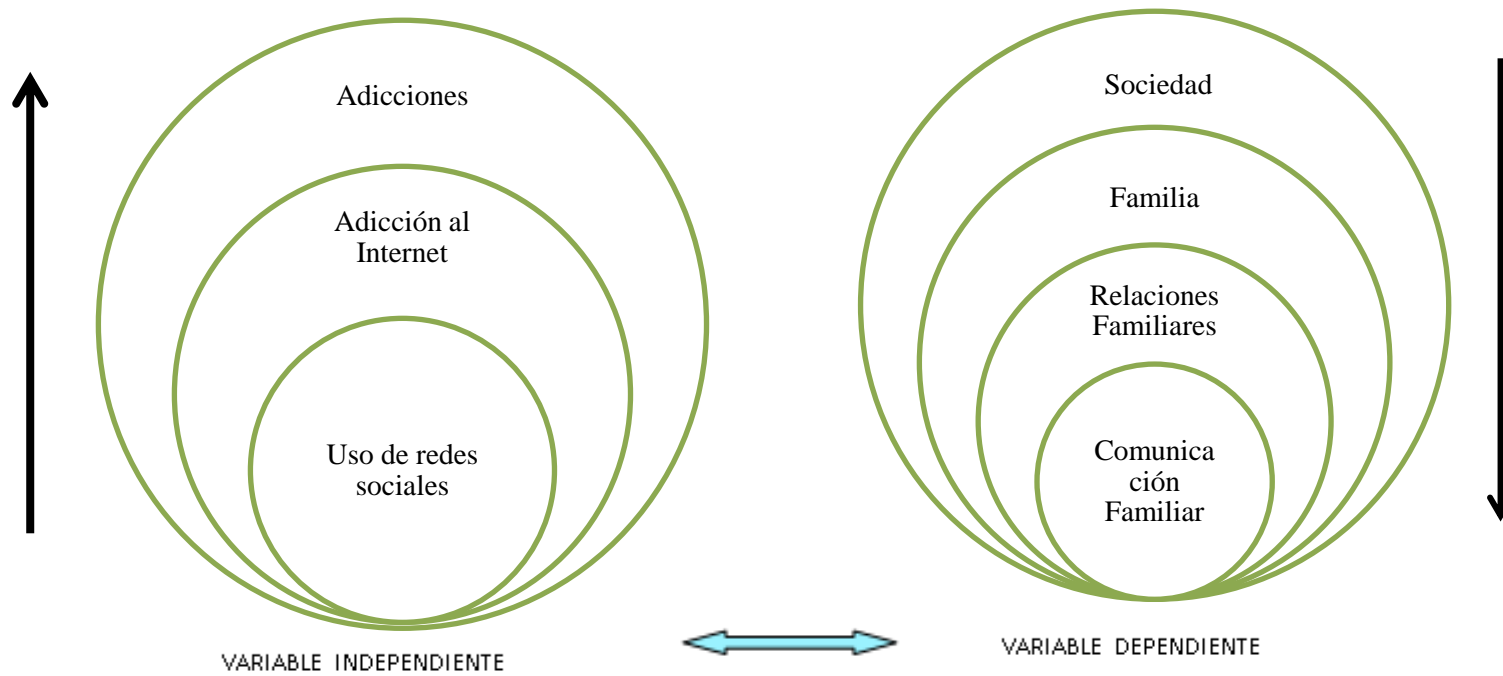 Adicciones
Adicción al
Internet
Uso de redes
sociales
VARIABLE INDEPENDIENTE
Sociedad
Familia
Relaciones
Familiares
Comunica
ción
Familiar
VARIABLE DEPENDIENTE